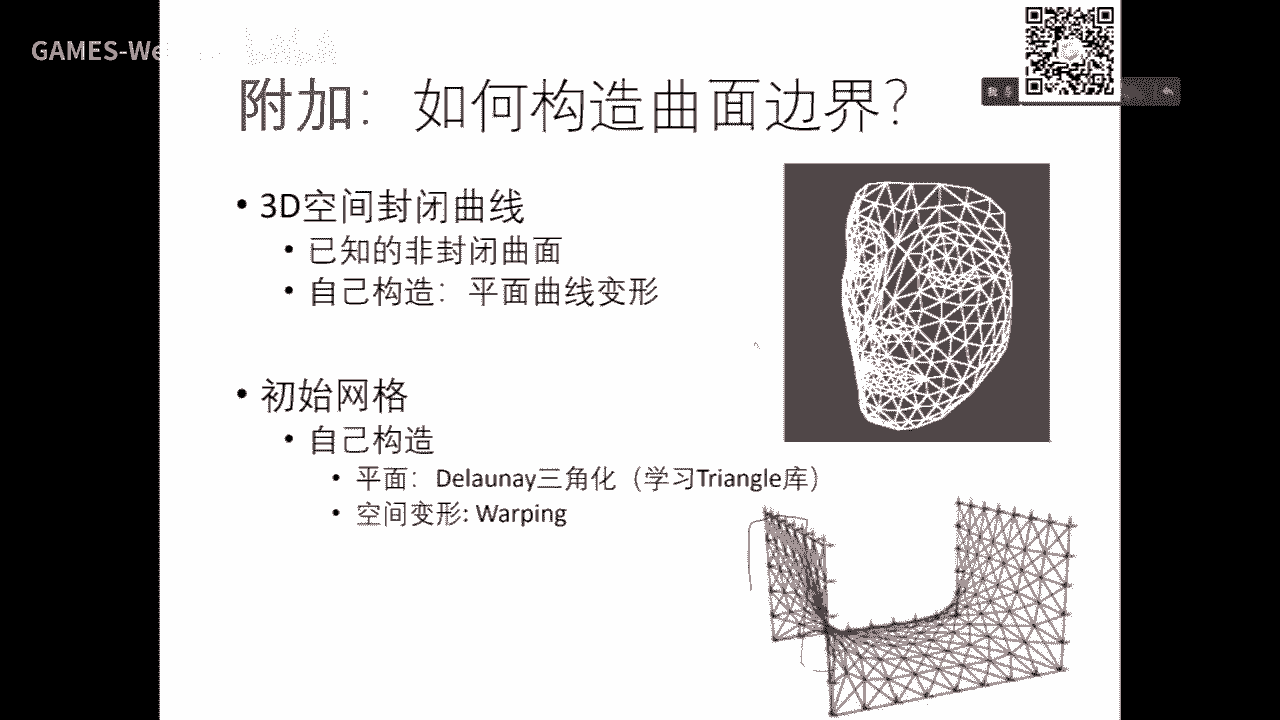 GAMES-We
附加：如何构造曲面边界？
• 3D空间封闭曲线
• 已知的非封闭曲面
• 自己构造：平面曲线变形
• 初始网格
• 自己构造
• 平面：Delaunay三角化（学习Triangle库）
• 空间变形: Warping